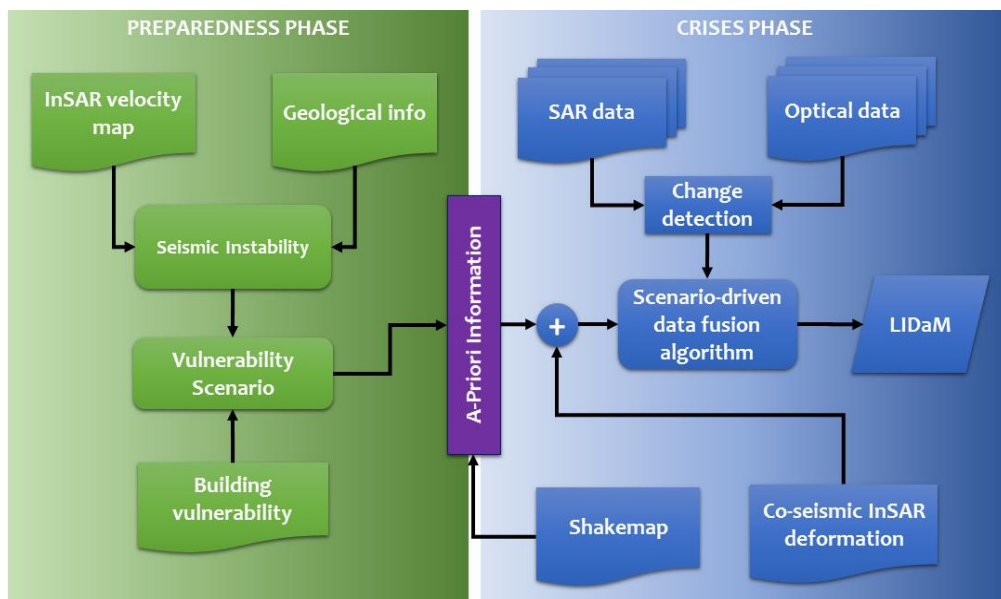 PREPAREDNESS PHASE
InSAR velocity
map
Geological info
Seismic Instability
Vulnerability
Scenario
Building
vulnerability
A-Priori Information
CRISES PHASE
SAR data
Optical data
Change
detection
+
Scenario-driven
data fusion
algorithm
LIDaM
Shakemap
Co-seismic InSAR
deformation